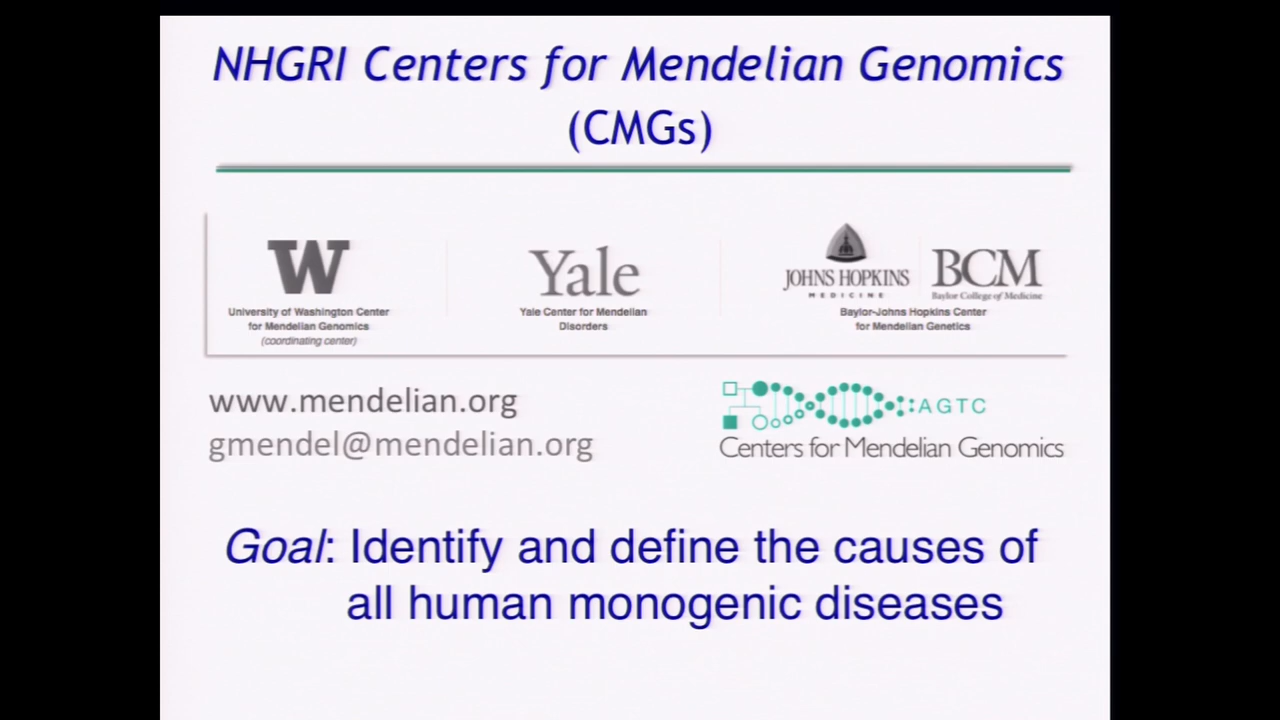 NHGRI Centers for Mendelian Genomics
(CMGs)
W
University of Washington Center
for Mendelian Genomics
(coordinating center)
Yale
Yale Center for Mendelian
Disorders
JOHNS HOPKINS
MEDICINE
BCM
Baylor College of Medicine
Baylor-Johns Hopkins Center
for Mendelian Genetics
www.mendelian.org
gmendel@mendelian.org
AGTC
Centers for Mendelian Genomics
Goal: Identify and define the causes of
all human monogenic diseases